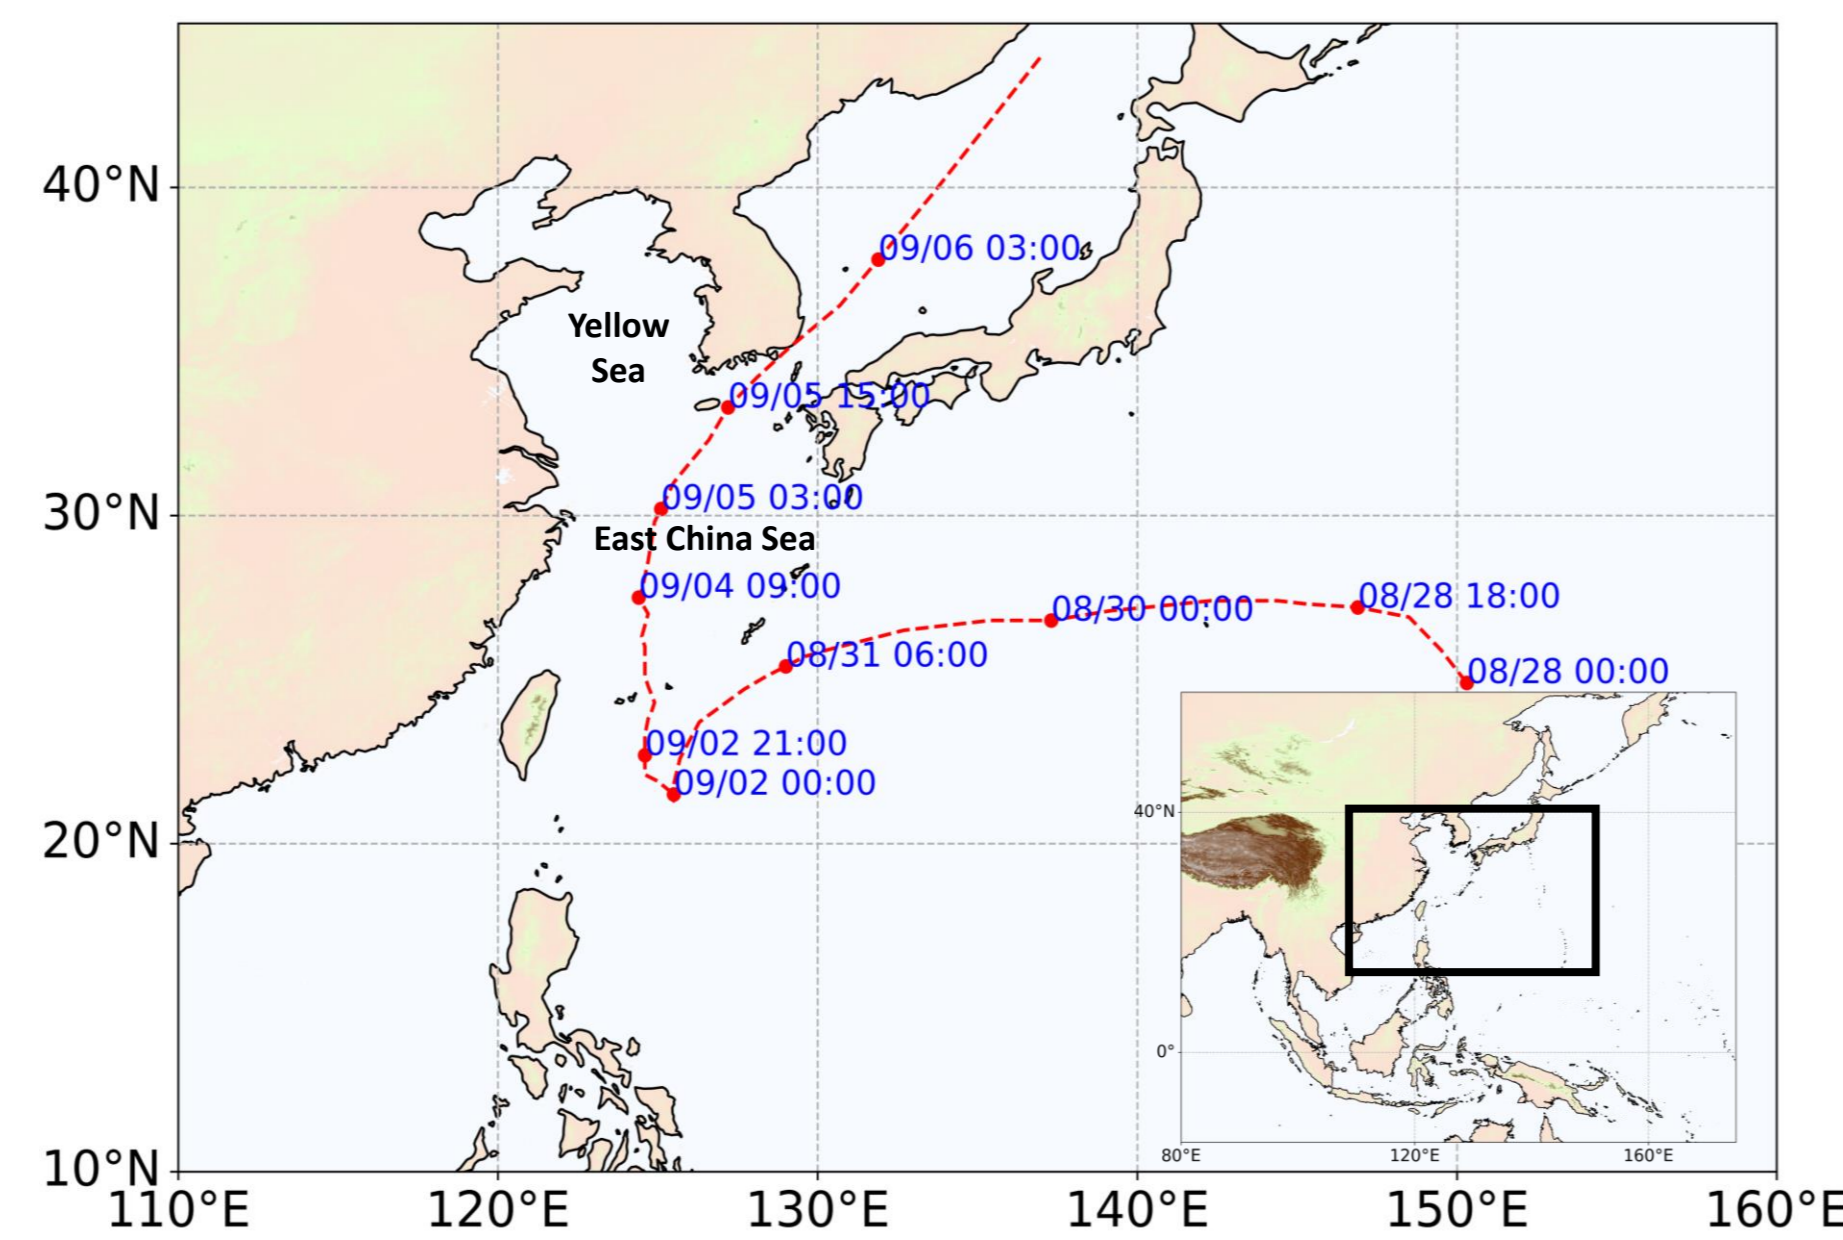 40°N
09/06 03:00
Yellow
Sea
09/05 15:00
09/05 03:00
30°N
East China Sea
09/04 09:00
08/28 18:00
08/30 00:00
08/31 06:00
08/28 00:00
09/02 21:00
09/02 00:00
20°N
40°N
0°
80°E
120°E
160°E
10°N
110°E
120°E
130°E
140°E
150°E
160°E